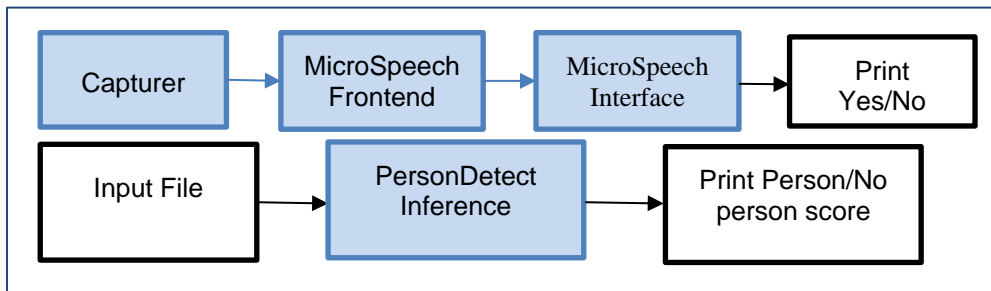 Capturer
MicroSpeech
Frontend
MicroSpeech
Interface
Print
Yes/No
Input File
PersonDetect
Inference
Print Person/No
person score